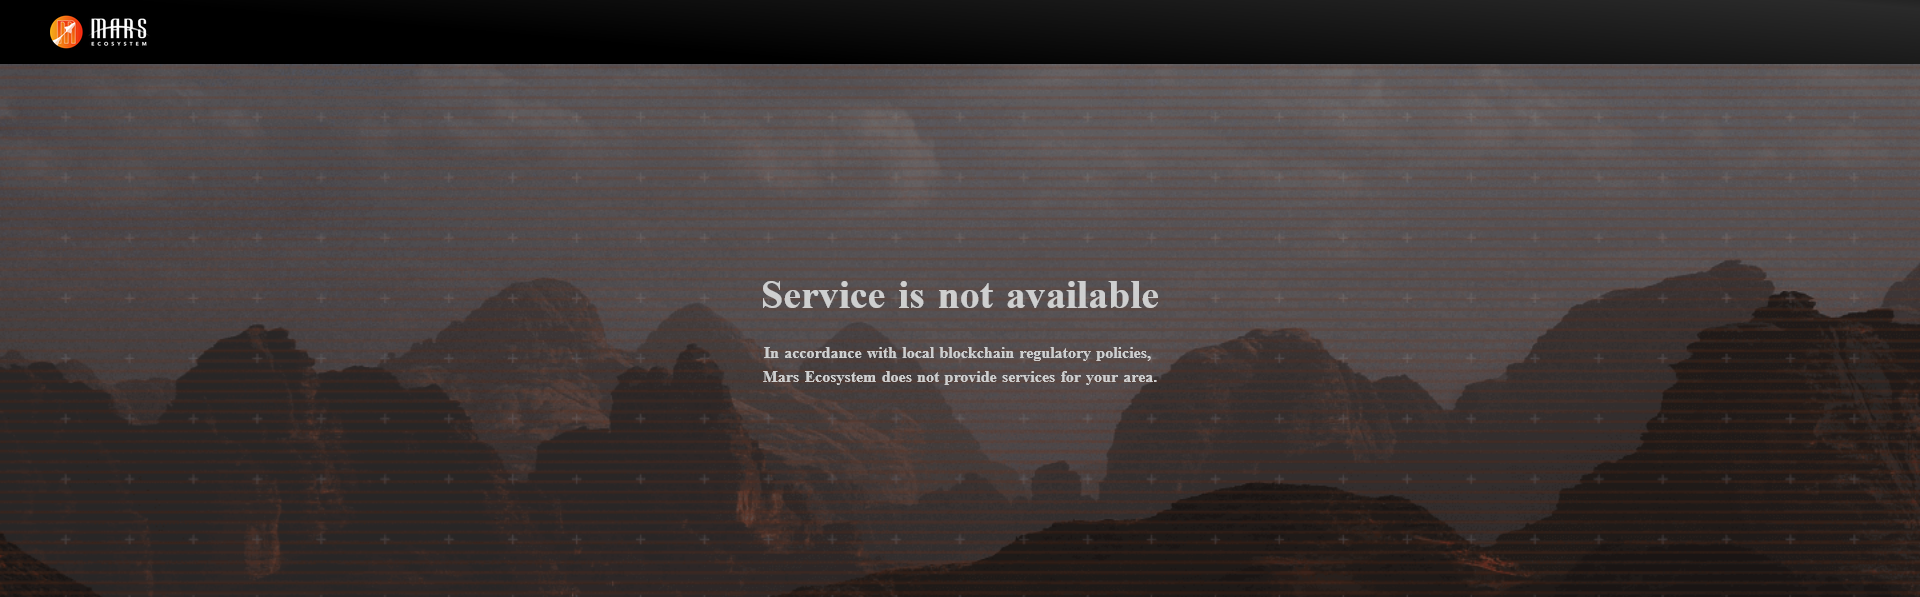 MARS
ECOSYSTEM
Service is not available
In accordance with local blockchain regulatory policies,
Mars Ecosystem does not provide services for your area.